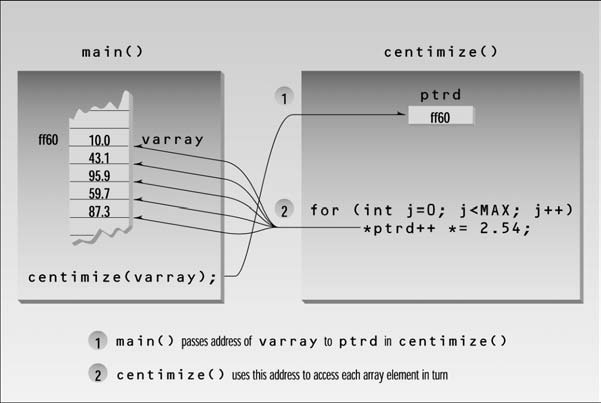 main()
centimize()
1
ptrd
ff60
ff60
10.0
varray
43.1
95.9
59.7
87.3
2
for (int j=0; j<MAX; j++)
*ptrd++ *= 2.54;
centimize(varray);
1 main() passes address of varray to ptrd in centimize()
2 centimize() uses this address to access each array element in turn